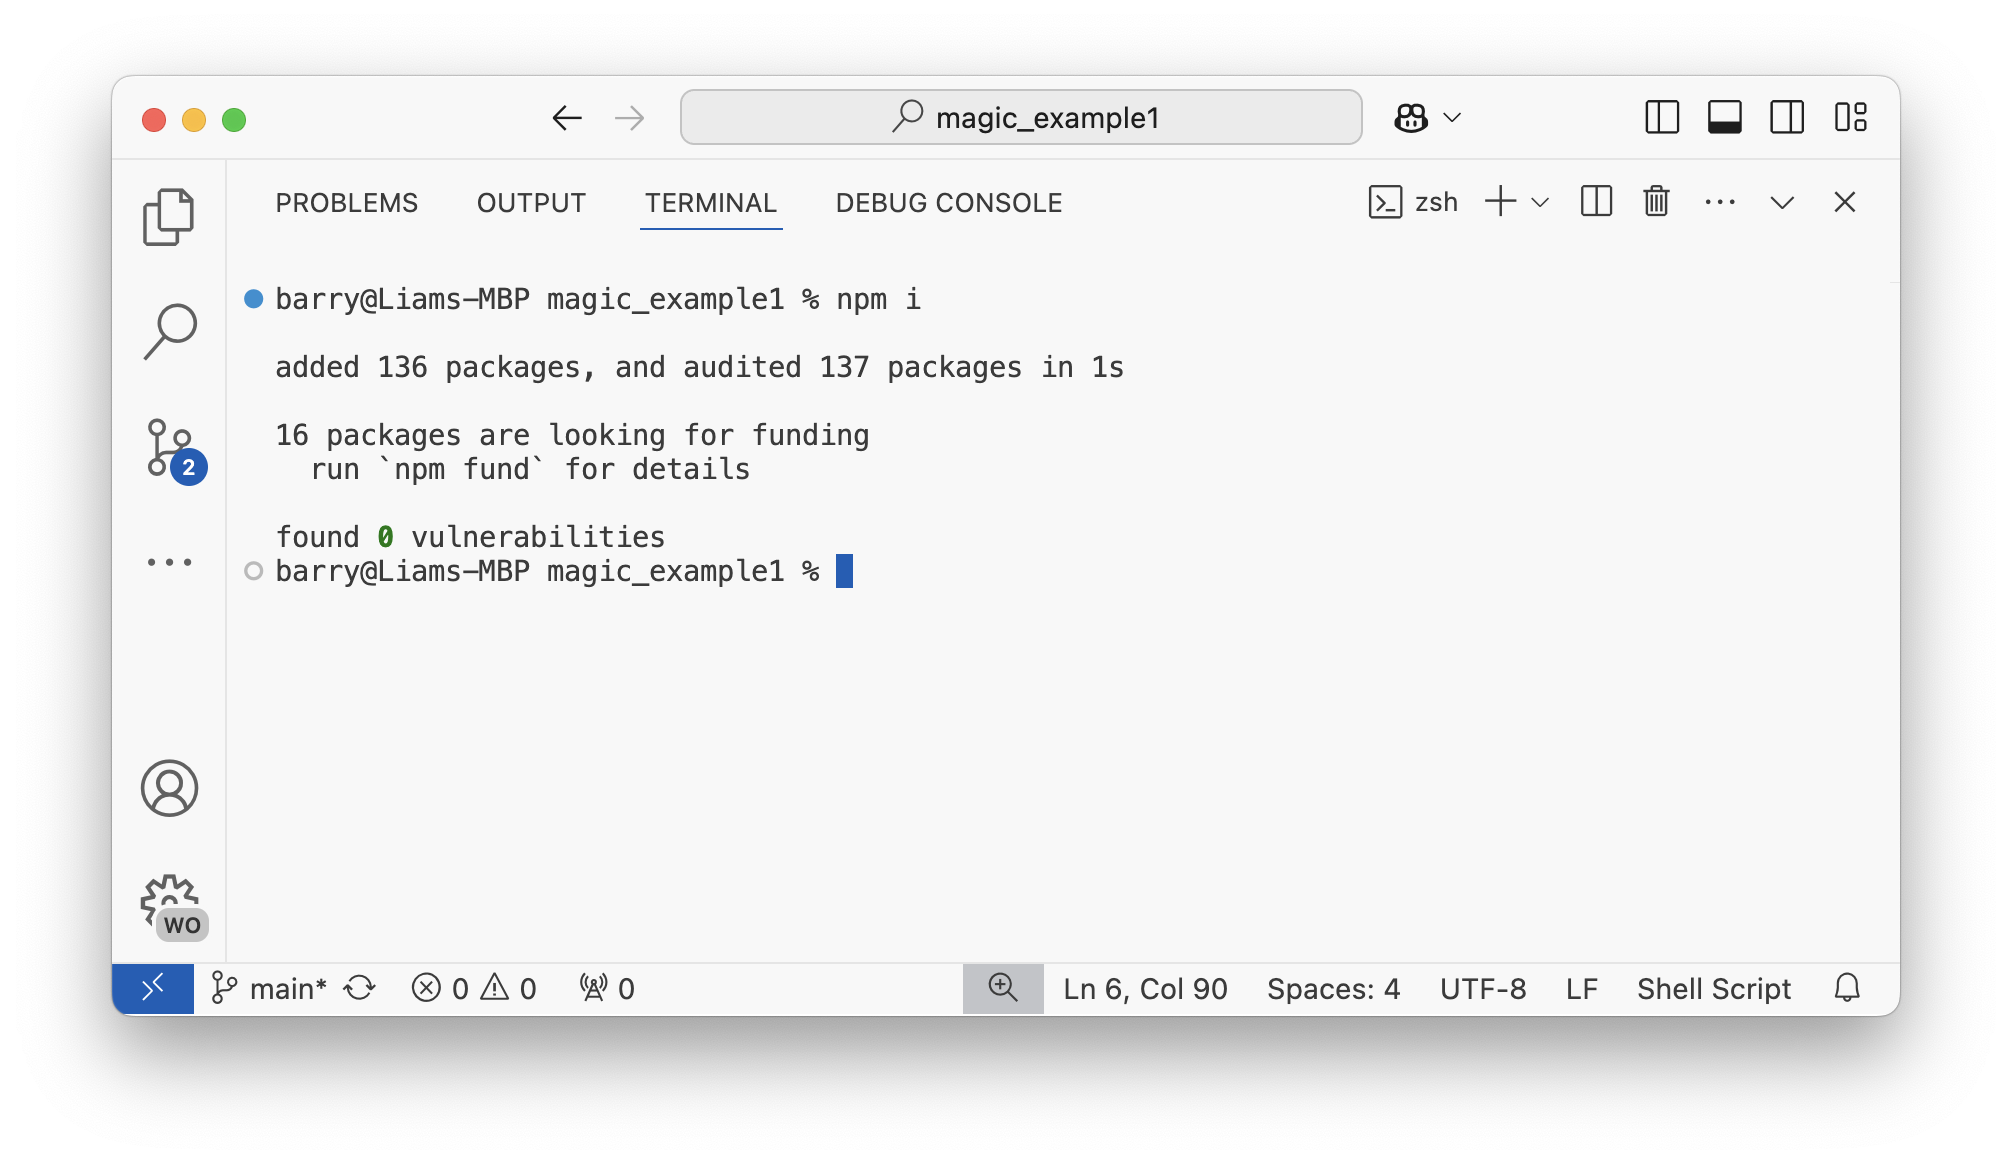 magic_example1
PROBLEMS OUTPUT TERMINAL DEBUG CONSOLE zsh
barry@Liams-MBP magic_example1 % npm i
added 136 packages, and audited 137 packages in 1s
16 packages are looking for funding
run `npm fund` for details
found 0 vulnerabilities
barry@Liams-MBP magic_example1 %
2
WO
main* 0 0 0 Ln 6, Col 90 Spaces: 4 UTF-8 LF Shell Script